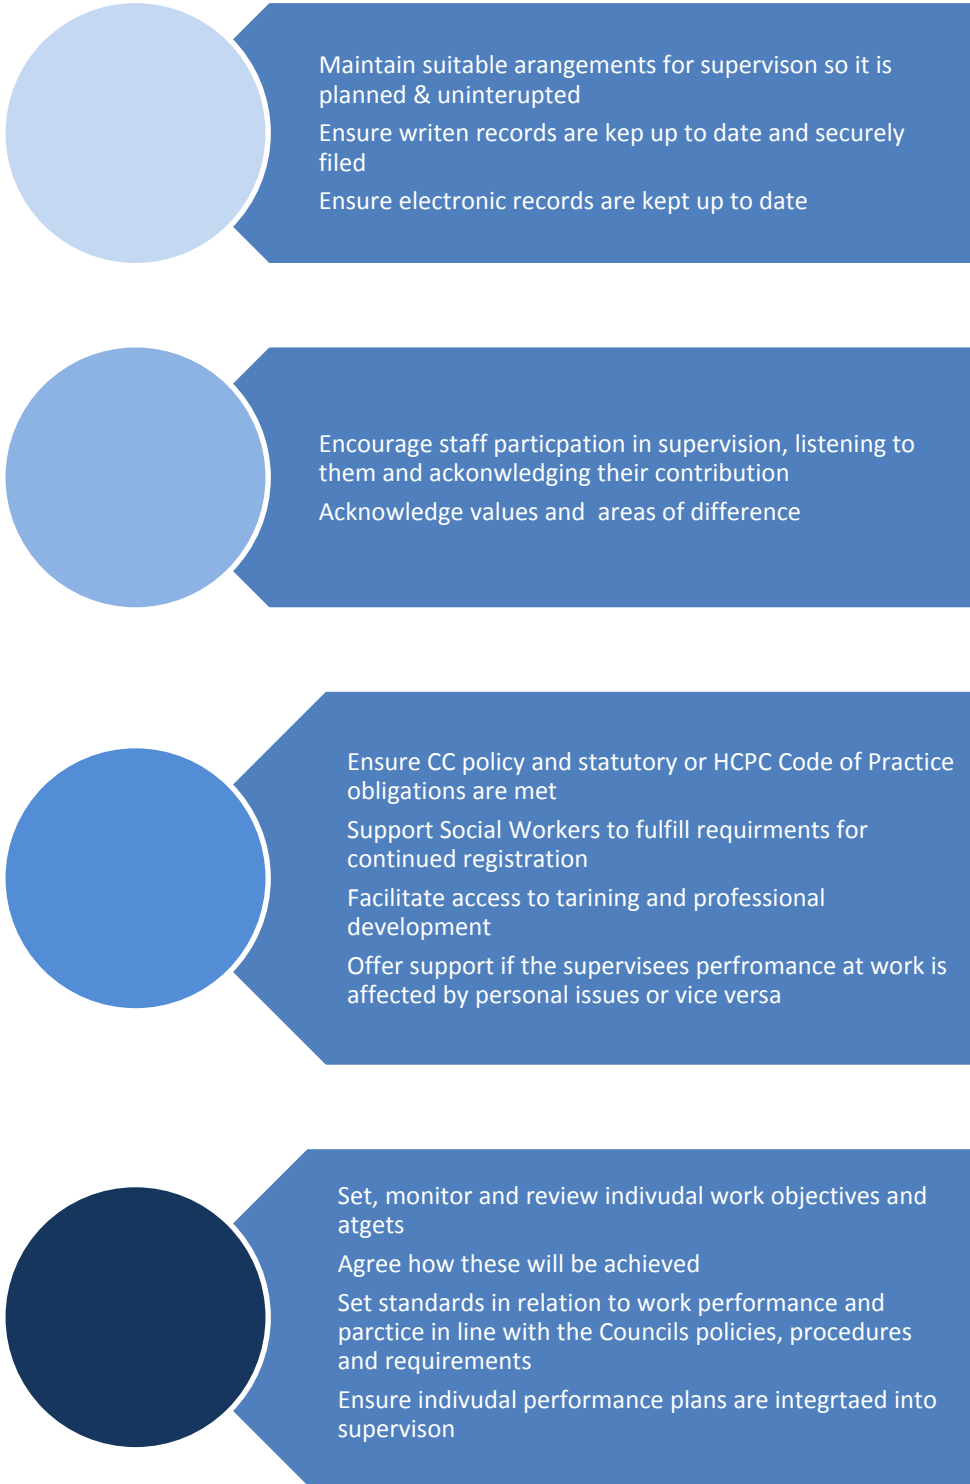 Maintain suitable arangements for supervison so it is
planned & uninterupted
Ensure writen records are kep up to date and securely
filed
Ensure electronic records are kept up to date
Encourage staff particpation in supervision, listening to
them and ackonwledging their contribution
Acknowledge values and  areas of difference
Ensure CC policy and statutory or HCPC Code of Practice
obligations are met
Support Social Workers to fulfill requirments for
continued registration
Facilitate access to tarining and professional
development
Offer support if the supervisees perfromance at work is
affected by personal issues or vice versa
Set, monitor and review indivudal work objectives and
atgets
Agree how these will be achieved
Set standards in relation to work performance and
parctice in line with the Councils policies, procedures
and requirements
Ensure indivudal performance plans are integrtaed into
supervison